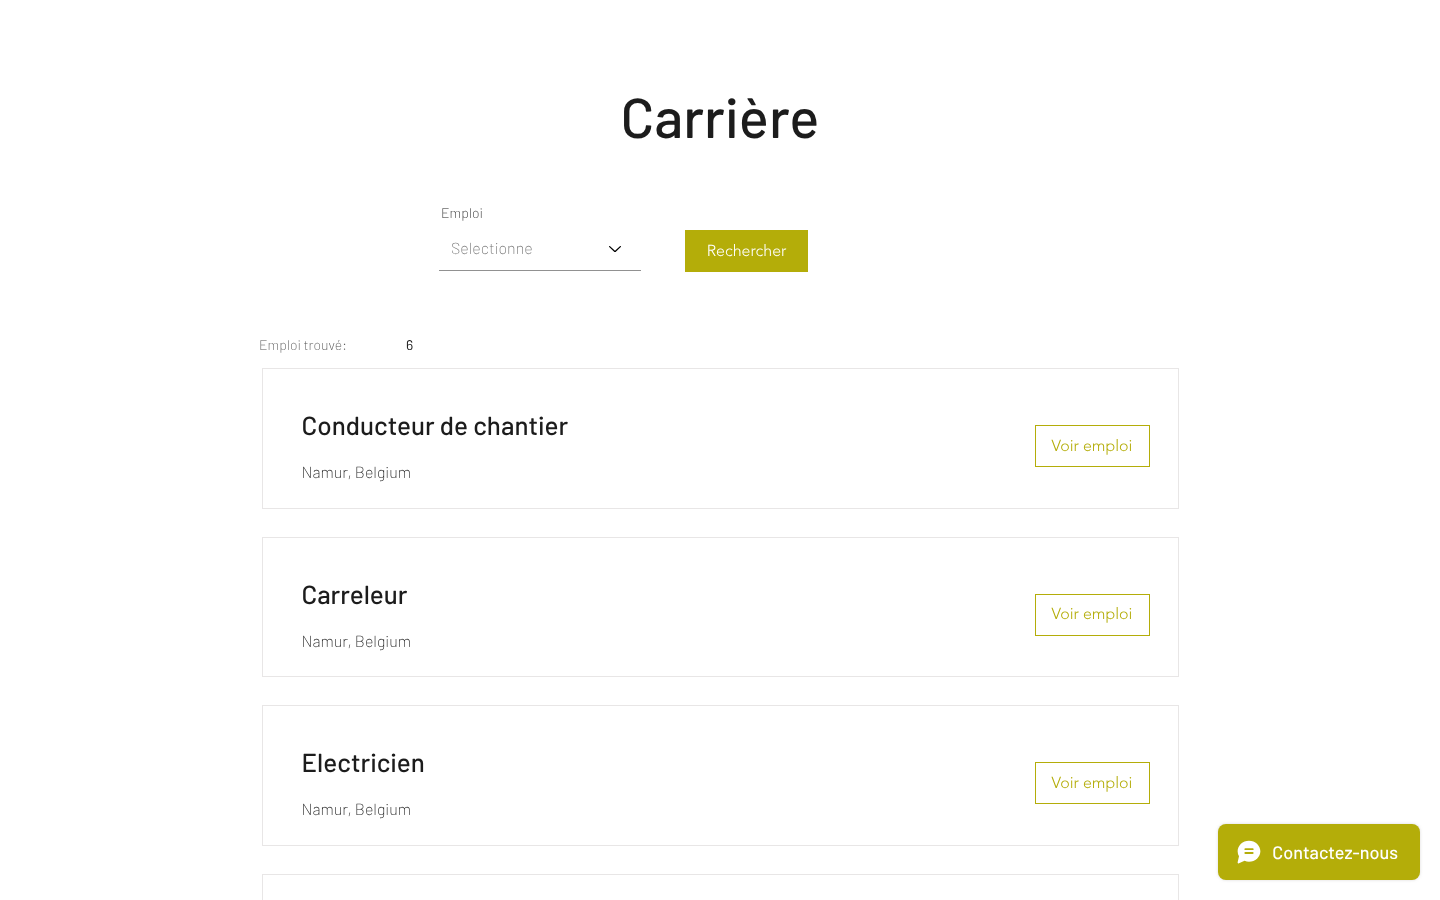 Carrière
Emploi
Selectionne
Rechercher
Emploi trouvé: 6
Conducteur de chantier
Namur, Belgium
Voir emploi
Carreleur
Namur, Belgium
Voir emploi
Electricien
Namur, Belgium
Voir emploi
Contactez-nous